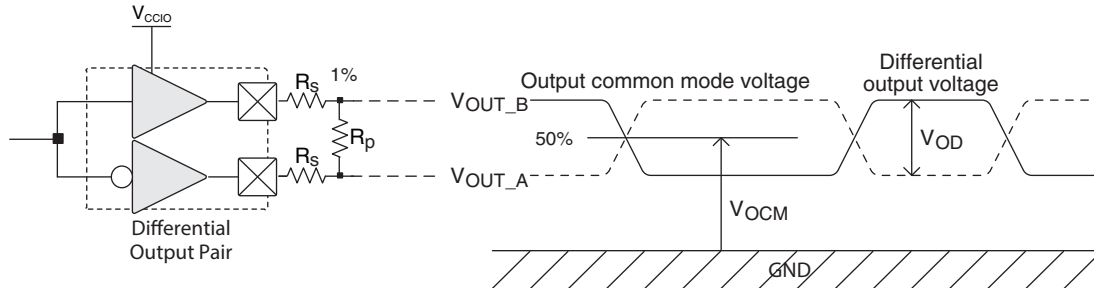 VCCIO
RS
1%
RP
RS
Differential
Output Pair
Output common mode voltage
Differential
output voltage
VOUT_B
50%
VOD
VOUT_A
VOCM
GND